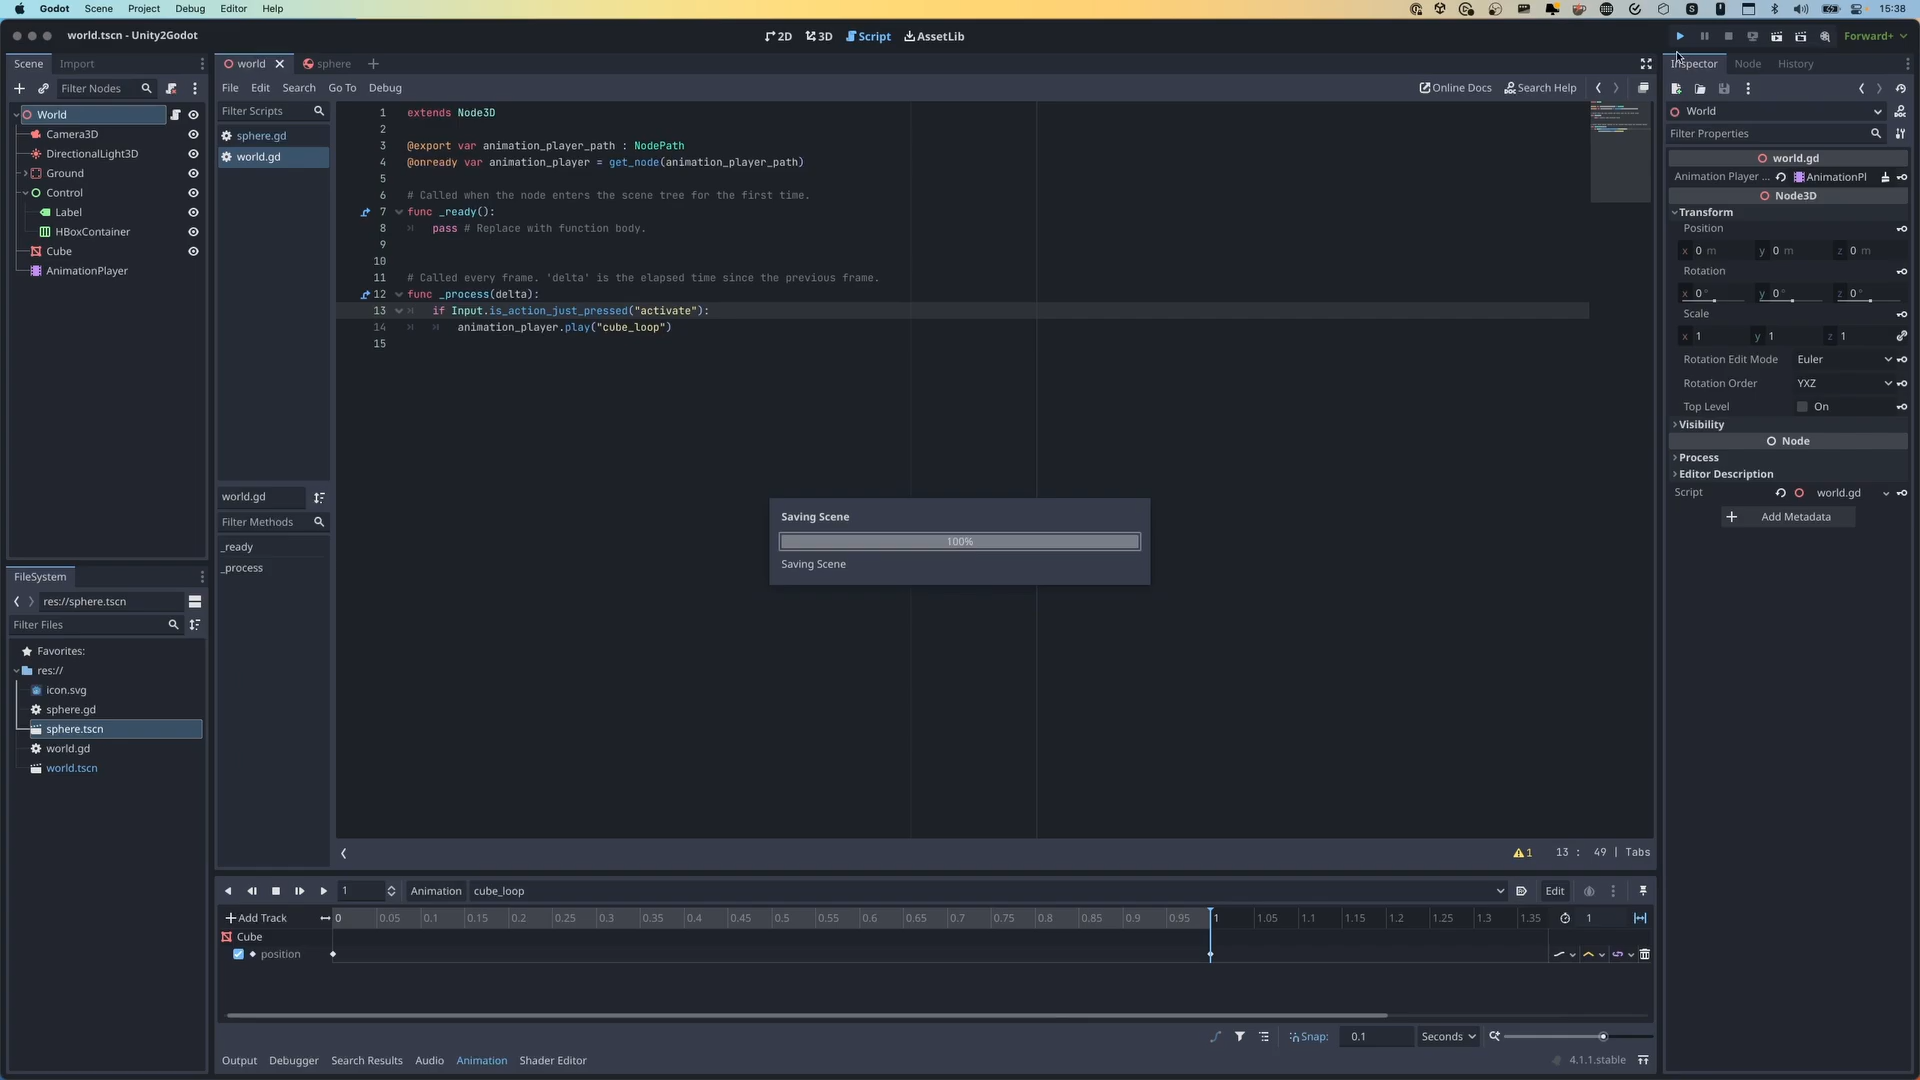 Godot Scene Project Debug Editor Help 15:38
world.tscn - Unity2Godot
2D 3D Script AssetLib
Forward+
Scene Import
Filter Nodes
World
Camera3D
DirectionalLight3D
Ground
Control
Label
HBoxContainer
Cube
AnimationPlayer
FileSystem
res://sphere.tscn
Filter Files
Favorites:
res://
icon.svg
sphere.gd
sphere.tscn
world.gd
world.tscn
world sphere
File Edit Search Go To Debug
Online Docs Search Help
Filter Scripts
sphere.gd
world.gd
world.gd
Filter Methods
_ready
_process
1 extends Node3D
2
3 @export var animation_player_path : NodePath
4 @onready var animation_player = get_node(animation_player_path)
5
6 # Called when the node enters the scene tree for the first time.
7 func _ready():
8 pass # Replace with function body.
9
10
11 # Called every frame. 'delta' is the elapsed time since the previous frame.
12 func _process(delta):
13 if Input.is_action_just_pressed("activate"):
14 animation_player.play("cube_loop")
15
Saving Scene
100%
Saving Scene
1 13 : 49 | Tabs
1 Animation cube_loop Edit
Add Track 0 0.05 0.1 0.15 0.2 0.25 0.3 0.35 0.4 0.45 0.5 0.55 0.6 0.65 0.7 0.75 0.8 0.85 0.9 0.95 1 1.05 1.1 1.15 1.2 1.25 1.3 1.35 1
Cube
position
Snap: 0.1 Seconds
Output Debugger Search Results Audio Animation Shader Editor 4.1.1.stable
Inspector Node History
World
Filter Properties
world.gd
Animation Player ... AnimationPl
Node3D
Transform
Position
x 0 m y 0 m z 0 m
Rotation
x 0 ° y 0 ° z 0 °
Scale
x 1 y 1 z 1
Rotation Edit Mode Euler
Rotation Order YXZ
Top Level On
Visibility
Node
Process
Editor Description
Script world.gd
Add Metadata